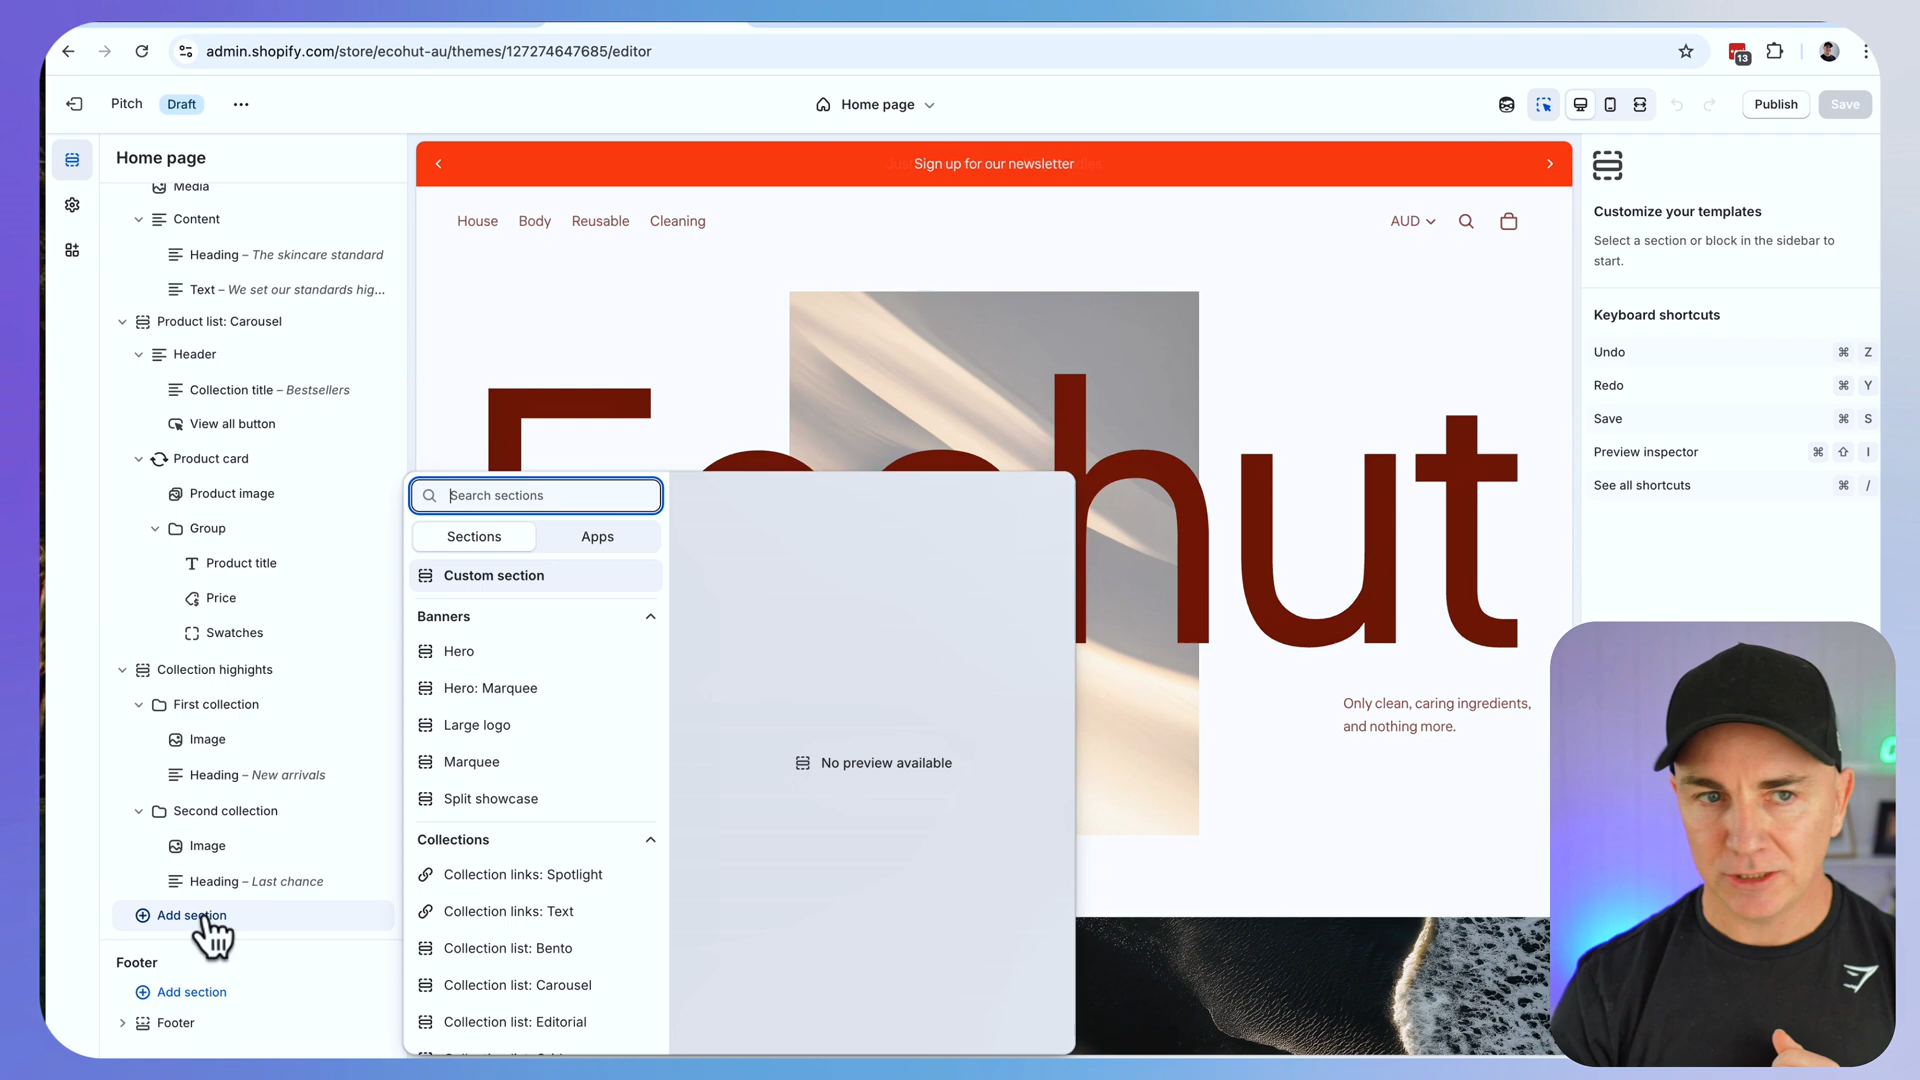 admin.shopify.com/store/ecohut-au/themes/127274647685/editor
13
Pitch
Draft
Home page
Publish
Save
Home page
Media
Content
Heading – The skincare standard
Text – We set our standards hig...
Product list: Carousel
Header
Collection title – Bestsellers
View all button
Product card
Product image
Group
Product title
Price
Swatches
Collection highlights
First collection
Image
Heading – New arrivals
Second collection
Image
Heading – Last chance
Add section
Footer
Add section
Footer
Search sections
Sections
Apps
Custom section
Banners
Hero
Hero: Marquee
Large logo
Marquee
Split showcase
Collections
Collection links: Spotlight
Collection links: Text
Collection list: Bento
Collection list: Carousel
Collection list: Editorial
No preview available
Sign up for our newsletter
House Body Reusable Cleaning
AUD
Ecohut
Only clean, caring ingredients,
and nothing more.
Customize your templates
Select a section or block in the sidebar to
start.
Keyboard shortcuts
Undo ⌘ Z
Redo ⌘ Y
Save ⌘ S
Preview inspector ⌘ ⇧ I
See all shortcuts ⌘ /